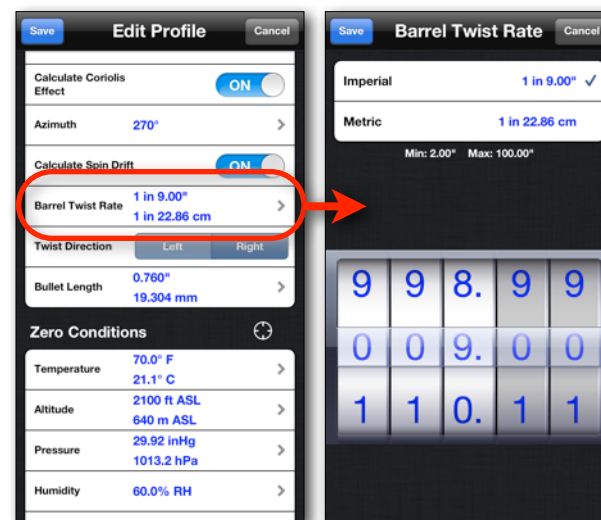 Save
Edit Profile
Cancel
Calculate Coriolis
Effect
ON
Azimuth
270°
Calculate Spin Drift
ON
Barrel Twist Rate
1 in 9.00"
1 in 22.86 cm
Twist Direction
Left
Right
Bullet Length
0.760"
19.304 mm
Zero Conditions
Temperature
70.0° F
21.1° C
Altitude
2100 ft ASL
640 m ASL
Pressure
29.92 inHg
1013.2 hPa
Humidity
60.0% RH
Save
Barrel Twist Rate
Cancel
Imperial
1 in 9.00" ✓
Metric
1 in 22.86 cm
Min: 2.00" Max: 100.00"
9 9 8. 9 9
0 0 9. 0 0
1 1 0. 1 1